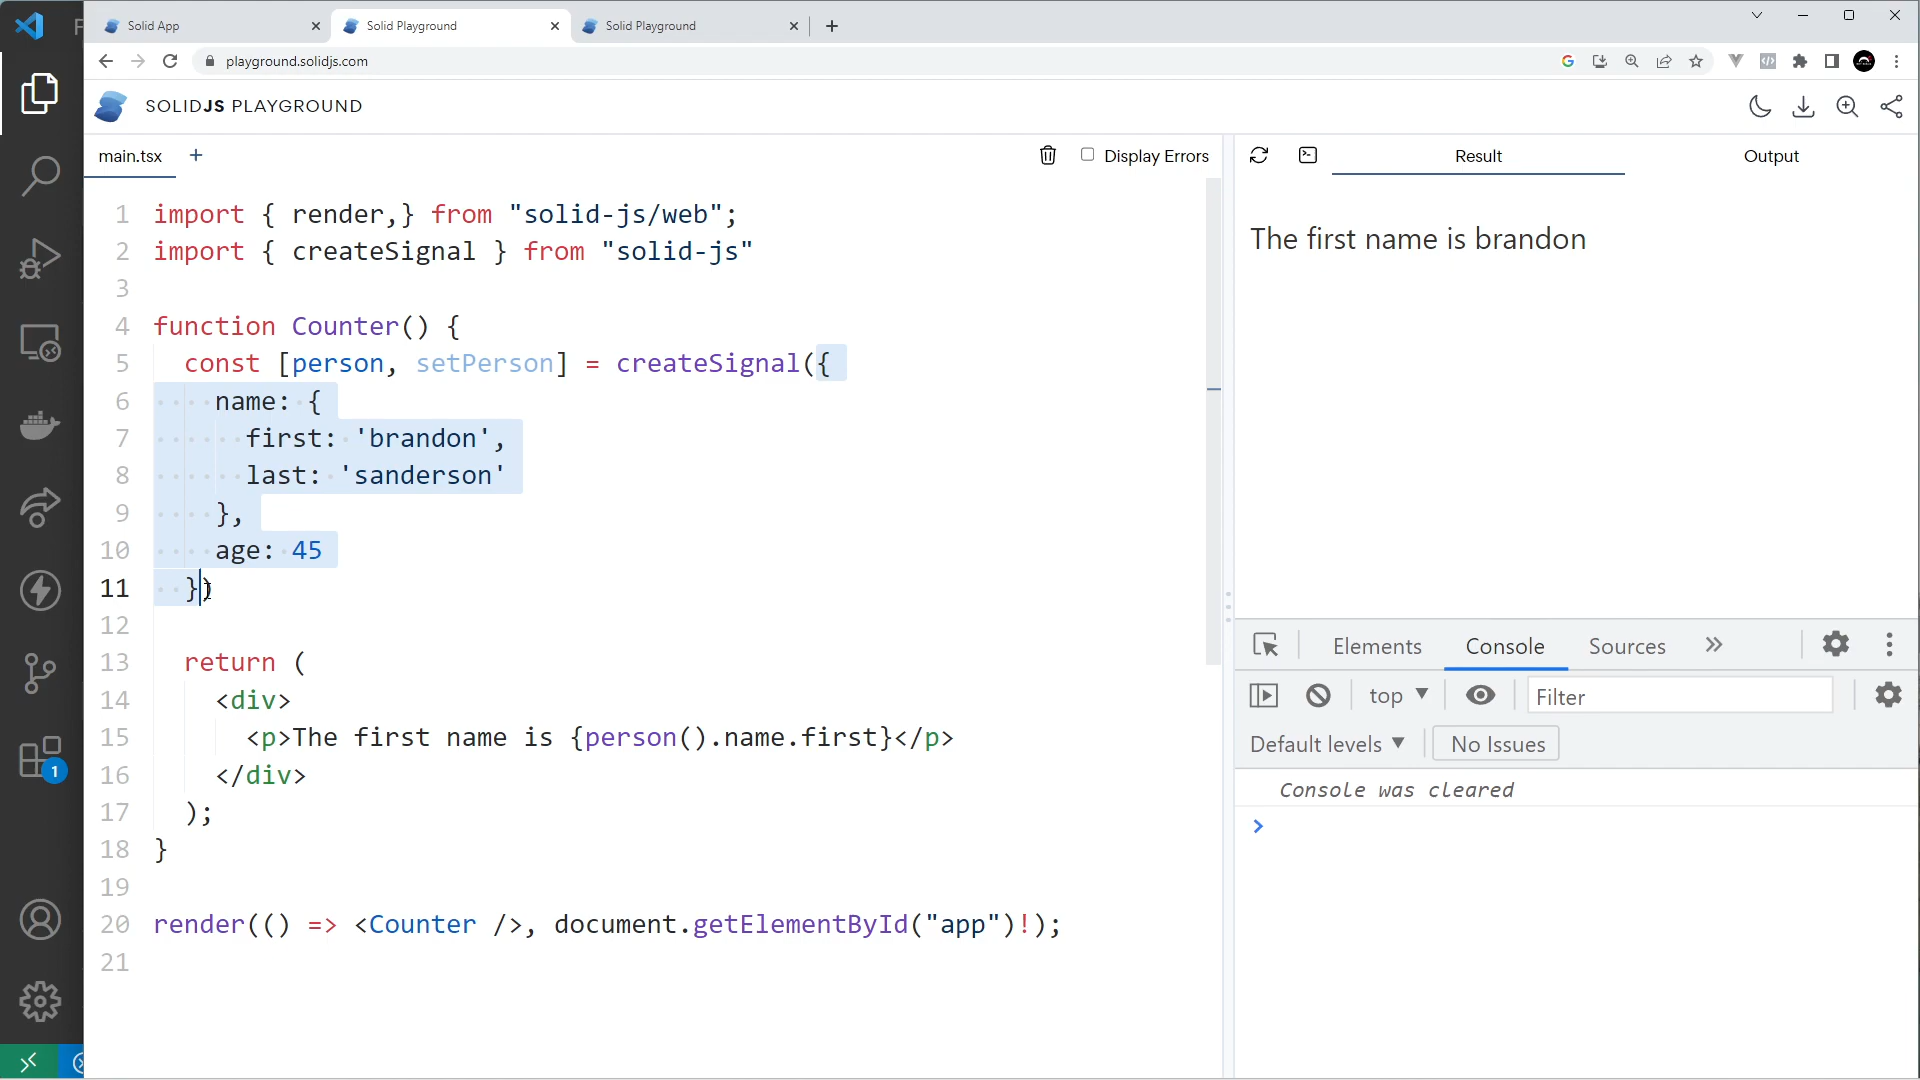 Solid App
Solid Playground
Solid Playground
playground.solidjs.com
SOLIDJS PLAYGROUND
main.tsx
Display Errors
Result
Output
1 import { render,} from "solid-js/web";
2 import { createSignal } from "solid-js"
3
4 function Counter() {
5 const [person, setPerson] = createSignal({
6 name: {
7 first: 'brandon',
8 last: 'sanderson'
9 },
10 age: 45
11 })
12
13 return (
14 <div>
15 <p>The first name is {person().name.first}</p>
16 </div>
17 );
18 }
19
20 render(() => <Counter />, document.getElementById("app")!);
21
The first name is brandon
Elements
Console
Sources
top
Filter
Default levels
No Issues
Console was cleared
1